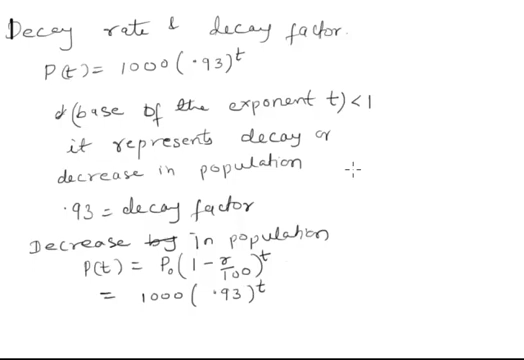 Decay rate & decay factor.
P(t) = 1000(.93)^t
(base of the exponent t) < 1
it represents decay or
decrease in population
.93 = decay factor
Decrease in population
P(t) = P₀(1 - r/100)^t
= 1000(.93)^t